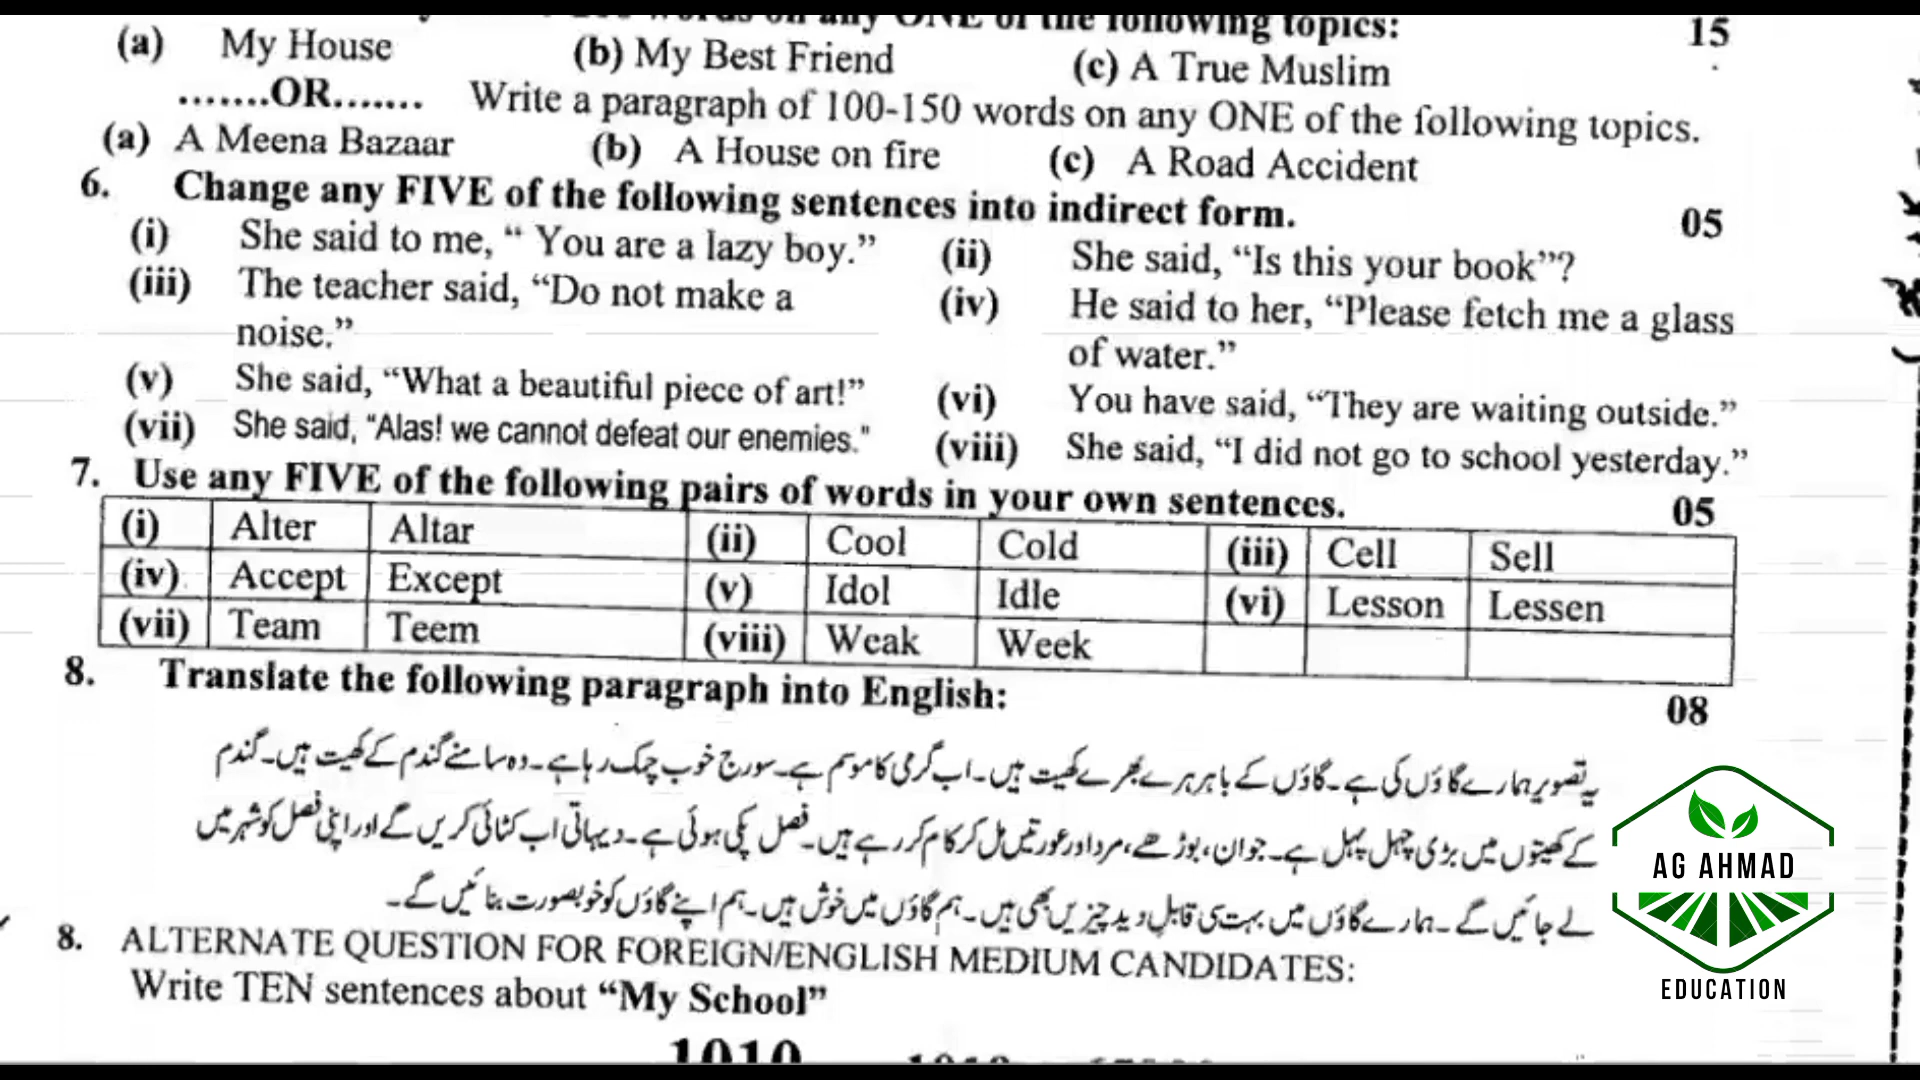 any ONE of the following topics: 15
(a) My House (b) My Best Friend (c) A True Muslim
.......OR....... Write a paragraph of 100-150 words on any ONE of the following topics.
(a) A Meena Bazaar (b) A House on fire (c) A Road Accident
6. Change any FIVE of the following sentences into indirect form. 05
(i) She said to me, “ You are a lazy boy.” (ii) She said, “Is this your book”?
(iii) The teacher said, “Do not make a (iv) He said to her, “Please fetch me a glass
noise.” of water.”
(v) She said, “What a beautiful piece of art!” (vi) You have said, “They are waiting outside.”
(vii) She said, “Alas! we cannot defeat our enemies.” (viii) She said, “I did not go to school yesterday.”
7. Use any FIVE of the following pairs of words in your own sentences. 05
(i) Alter Altar (ii) Cool Cold (iii) Cell Sell
(iv) Accept Except (v) Idol Idle (vi) Lesson Lessen
(vii) Team Teem (viii) Weak Week
8. Translate the following paragraph into English: 08
یہ تصویر ہمارے گاؤں کی ہے۔ گاؤں کے باہر ہرے بھرے کھیت ہیں۔ اب گرمی کا موسم ہے۔ سورج خوب چمک رہا ہے۔ وہ سامنے گندم کے کھیت ہیں۔ گندم
کے کھیتوں میں بڑی چہل پہل ہے۔ جوان، بوڑھے، مرد اور عورتیں مل کر کام کر رہے ہیں۔ فصل پکی ہوئی ہے۔ دیہاتی اب کٹائی کریں گے اور اپنی فصل کو شہر میں
لے جائیں گے۔ ہمارے گاؤں میں بہت سی قابل دید چیزیں بھی ہیں۔ ہم گاؤں میں خوش ہیں۔ ہم اپنے گاؤں کو خوبصورت بنائیں گے۔
8. ALTERNATE QUESTION FOR FOREIGN/ENGLISH MEDIUM CANDIDATES:
Write TEN sentences about “My School”
AG AHMAD
EDUCATION